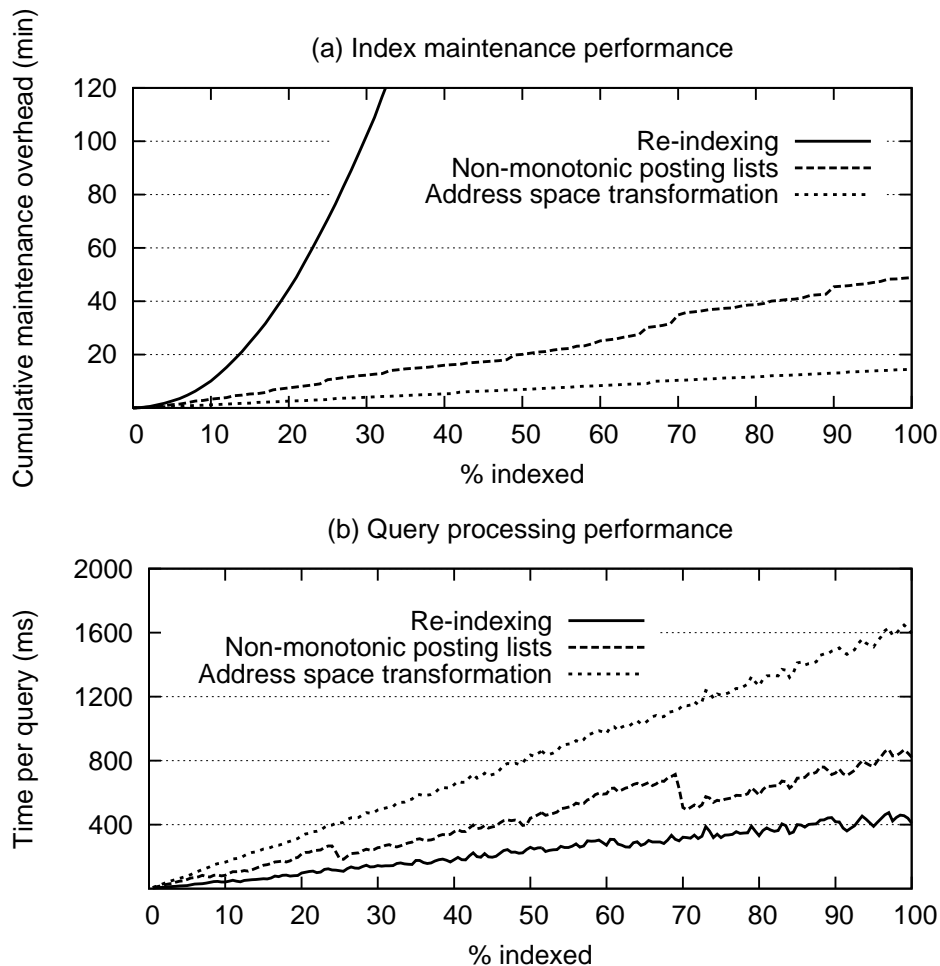 (a) Index maintenance performance
Cumulative maintenance overhead (min)
120
100
80
60
40
20
Re-indexing
Non-monotonic posting lists
Address space transformation
0 10 20 30 40 50 60 70 80 90 100
% indexed
(b) Query processing performance
Time per query (ms)
2000
1600
1200
800
400
Re-indexing
Non-monotonic posting lists
Address space transformation
0 10 20 30 40 50 60 70 80 90 100
% indexed